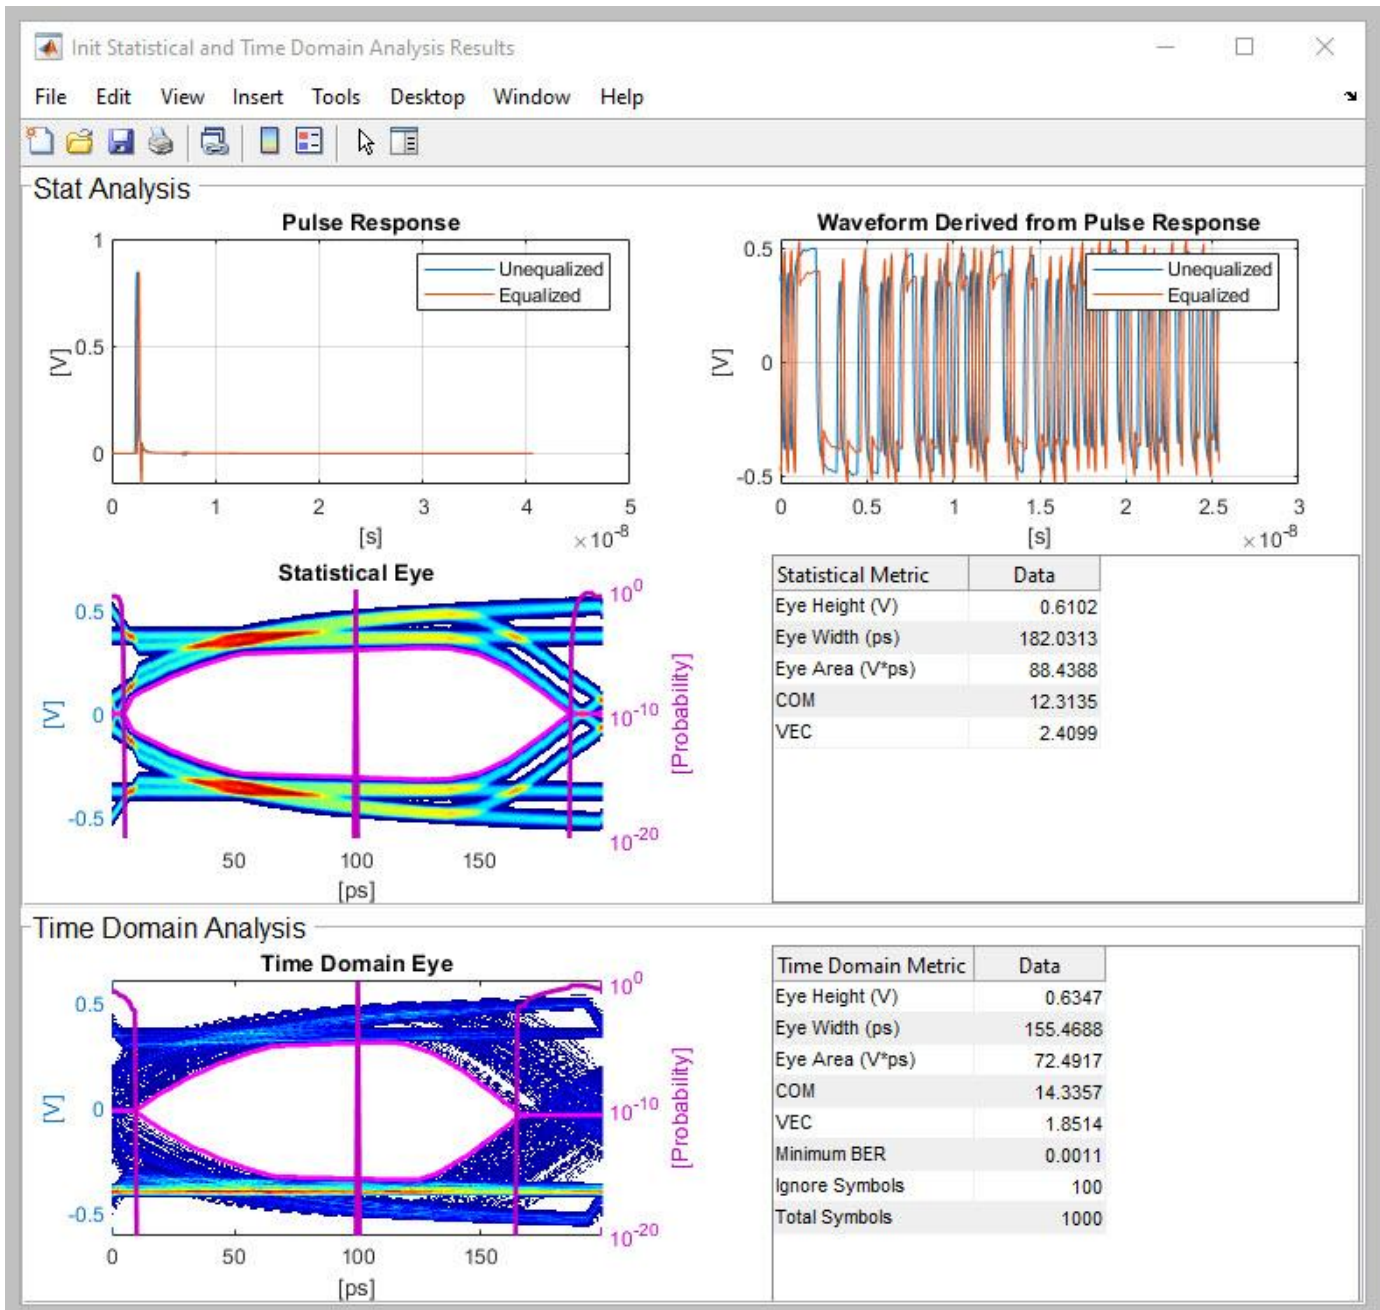 Init Statistical and Time Domain Analysis Results
File Edit View Insert Tools Desktop Window Help
Stat Analysis
Pulse Response
1
0.5
0
[V]
Unequalized
Equalized
0 1 2 3 4 5
[s]
×10-8
Waveform Derived from Pulse Response
0.5
0
-0.5
[V]
Unequalized
Equalized
0 0.5 1 1.5 2 2.5 3
[s]
×10-8
Statistical Eye
0.5
0
-0.5
[V]
10^0
10^-10
10^-20
[Probability]
50 100 150
[ps]
Statistical Metric Data
Eye Height (V) 0.6102
Eye Width (ps) 182.0313
Eye Area (V*ps) 88.4388
COM 12.3135
VEC 2.4099
Time Domain Analysis
Time Domain Eye
0.5
0
-0.5
[V]
10^0
10^-10
10^-20
[Probability]
0 50 100 150
[ps]
Time Domain Metric Data
Eye Height (V) 0.6347
Eye Width (ps) 155.4688
Eye Area (V*ps) 72.4917
COM 14.3357
VEC 1.8514
Minimum BER 0.0011
Ignore Symbols 100
Total Symbols 1000